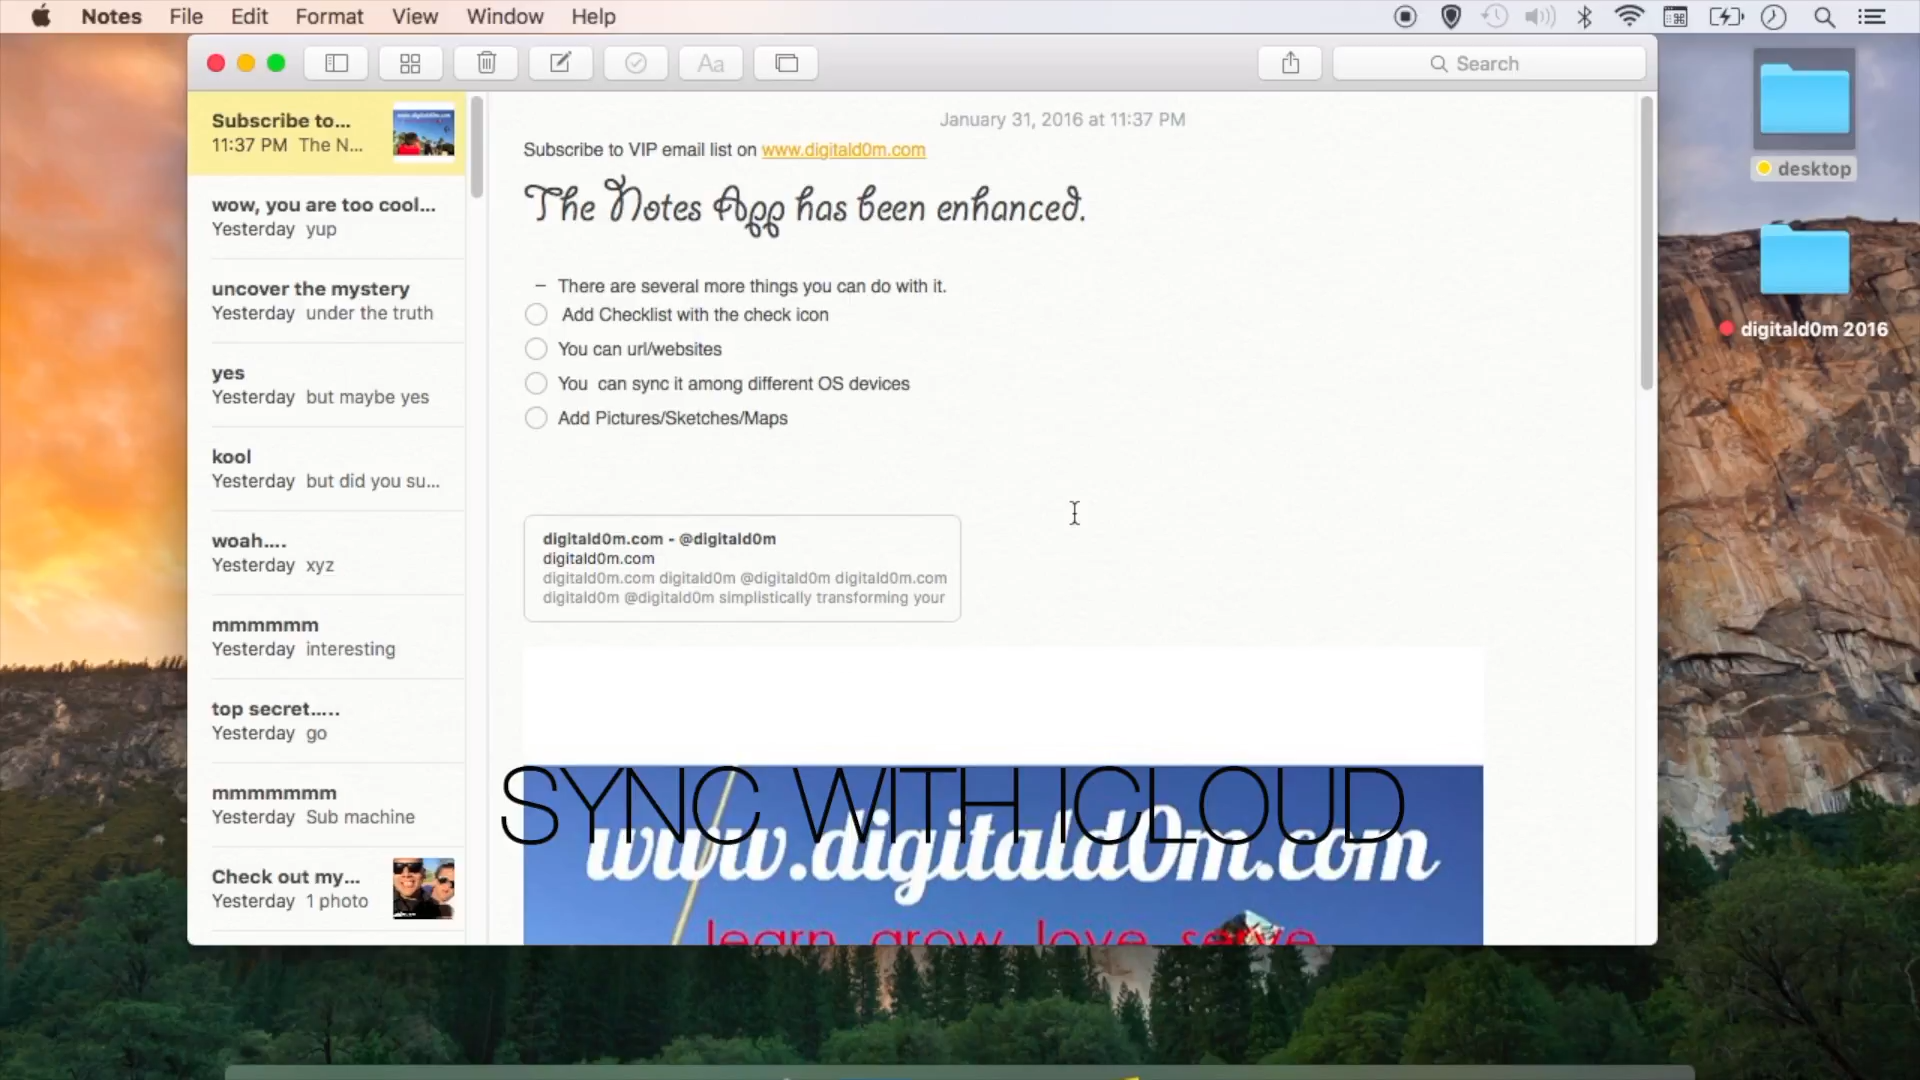 Notes File Edit Format View Window Help
Aa
Search
Subscribe to...
11:37 PM The N...
wow, you are too cool...
Yesterday yup
uncover the mystery
Yesterday under the truth
yes
Yesterday but maybe yes
kool
Yesterday but did you su...
woah....
Yesterday xyz
mmmmmm
Yesterday interesting
top secret.....
Yesterday go
mmmmmmm
Yesterday Sub machine
Check out my...
Yesterday 1 photo
January 31, 2016 at 11:37 PM
Subscribe to VIP email list on www.digitald0m.com
The Notes App has been enhanced.
– There are several more things you can do with it.
Add Checklist with the check icon
You can url/websites
You can sync it among different OS devices
Add Pictures/Sketches/Maps
digitald0m.com - @digitald0m
digitald0m.com
digitald0m.com digitald0m @digitald0m digitald0m.com
digitald0m @digitald0m simplistically transforming your
SYNC WITH ICLOUD
www.digitald0m.com
learn grow love serve
desktop
digitald0m 2016